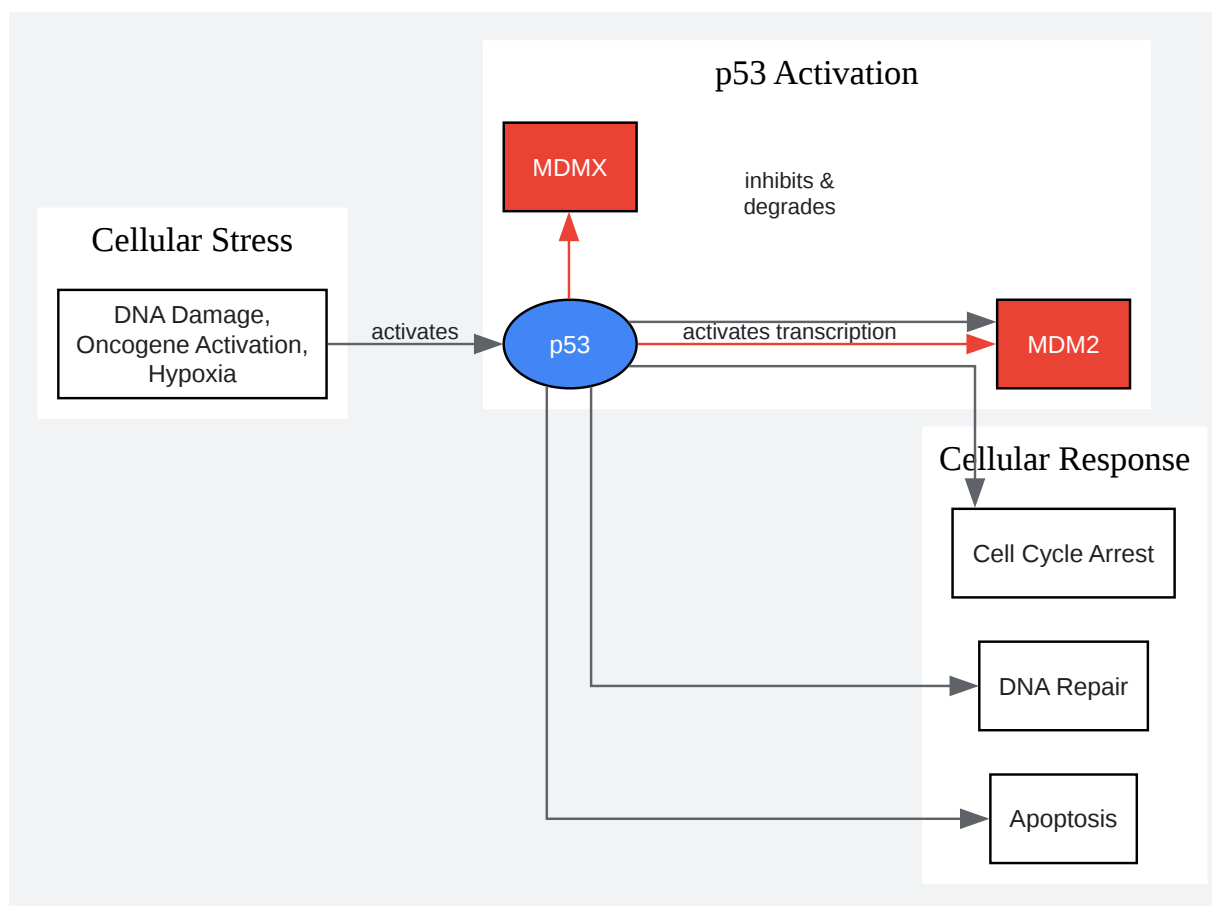 p53 Activation
MDMX
inhibits &
degrades
Cellular Stress
DNA Damage,
Oncogene Activation,
Hypoxia
activates
p53
activates transcription
MDM2
Cellular Response
Cell Cycle Arrest
DNA Repair
Apoptosis